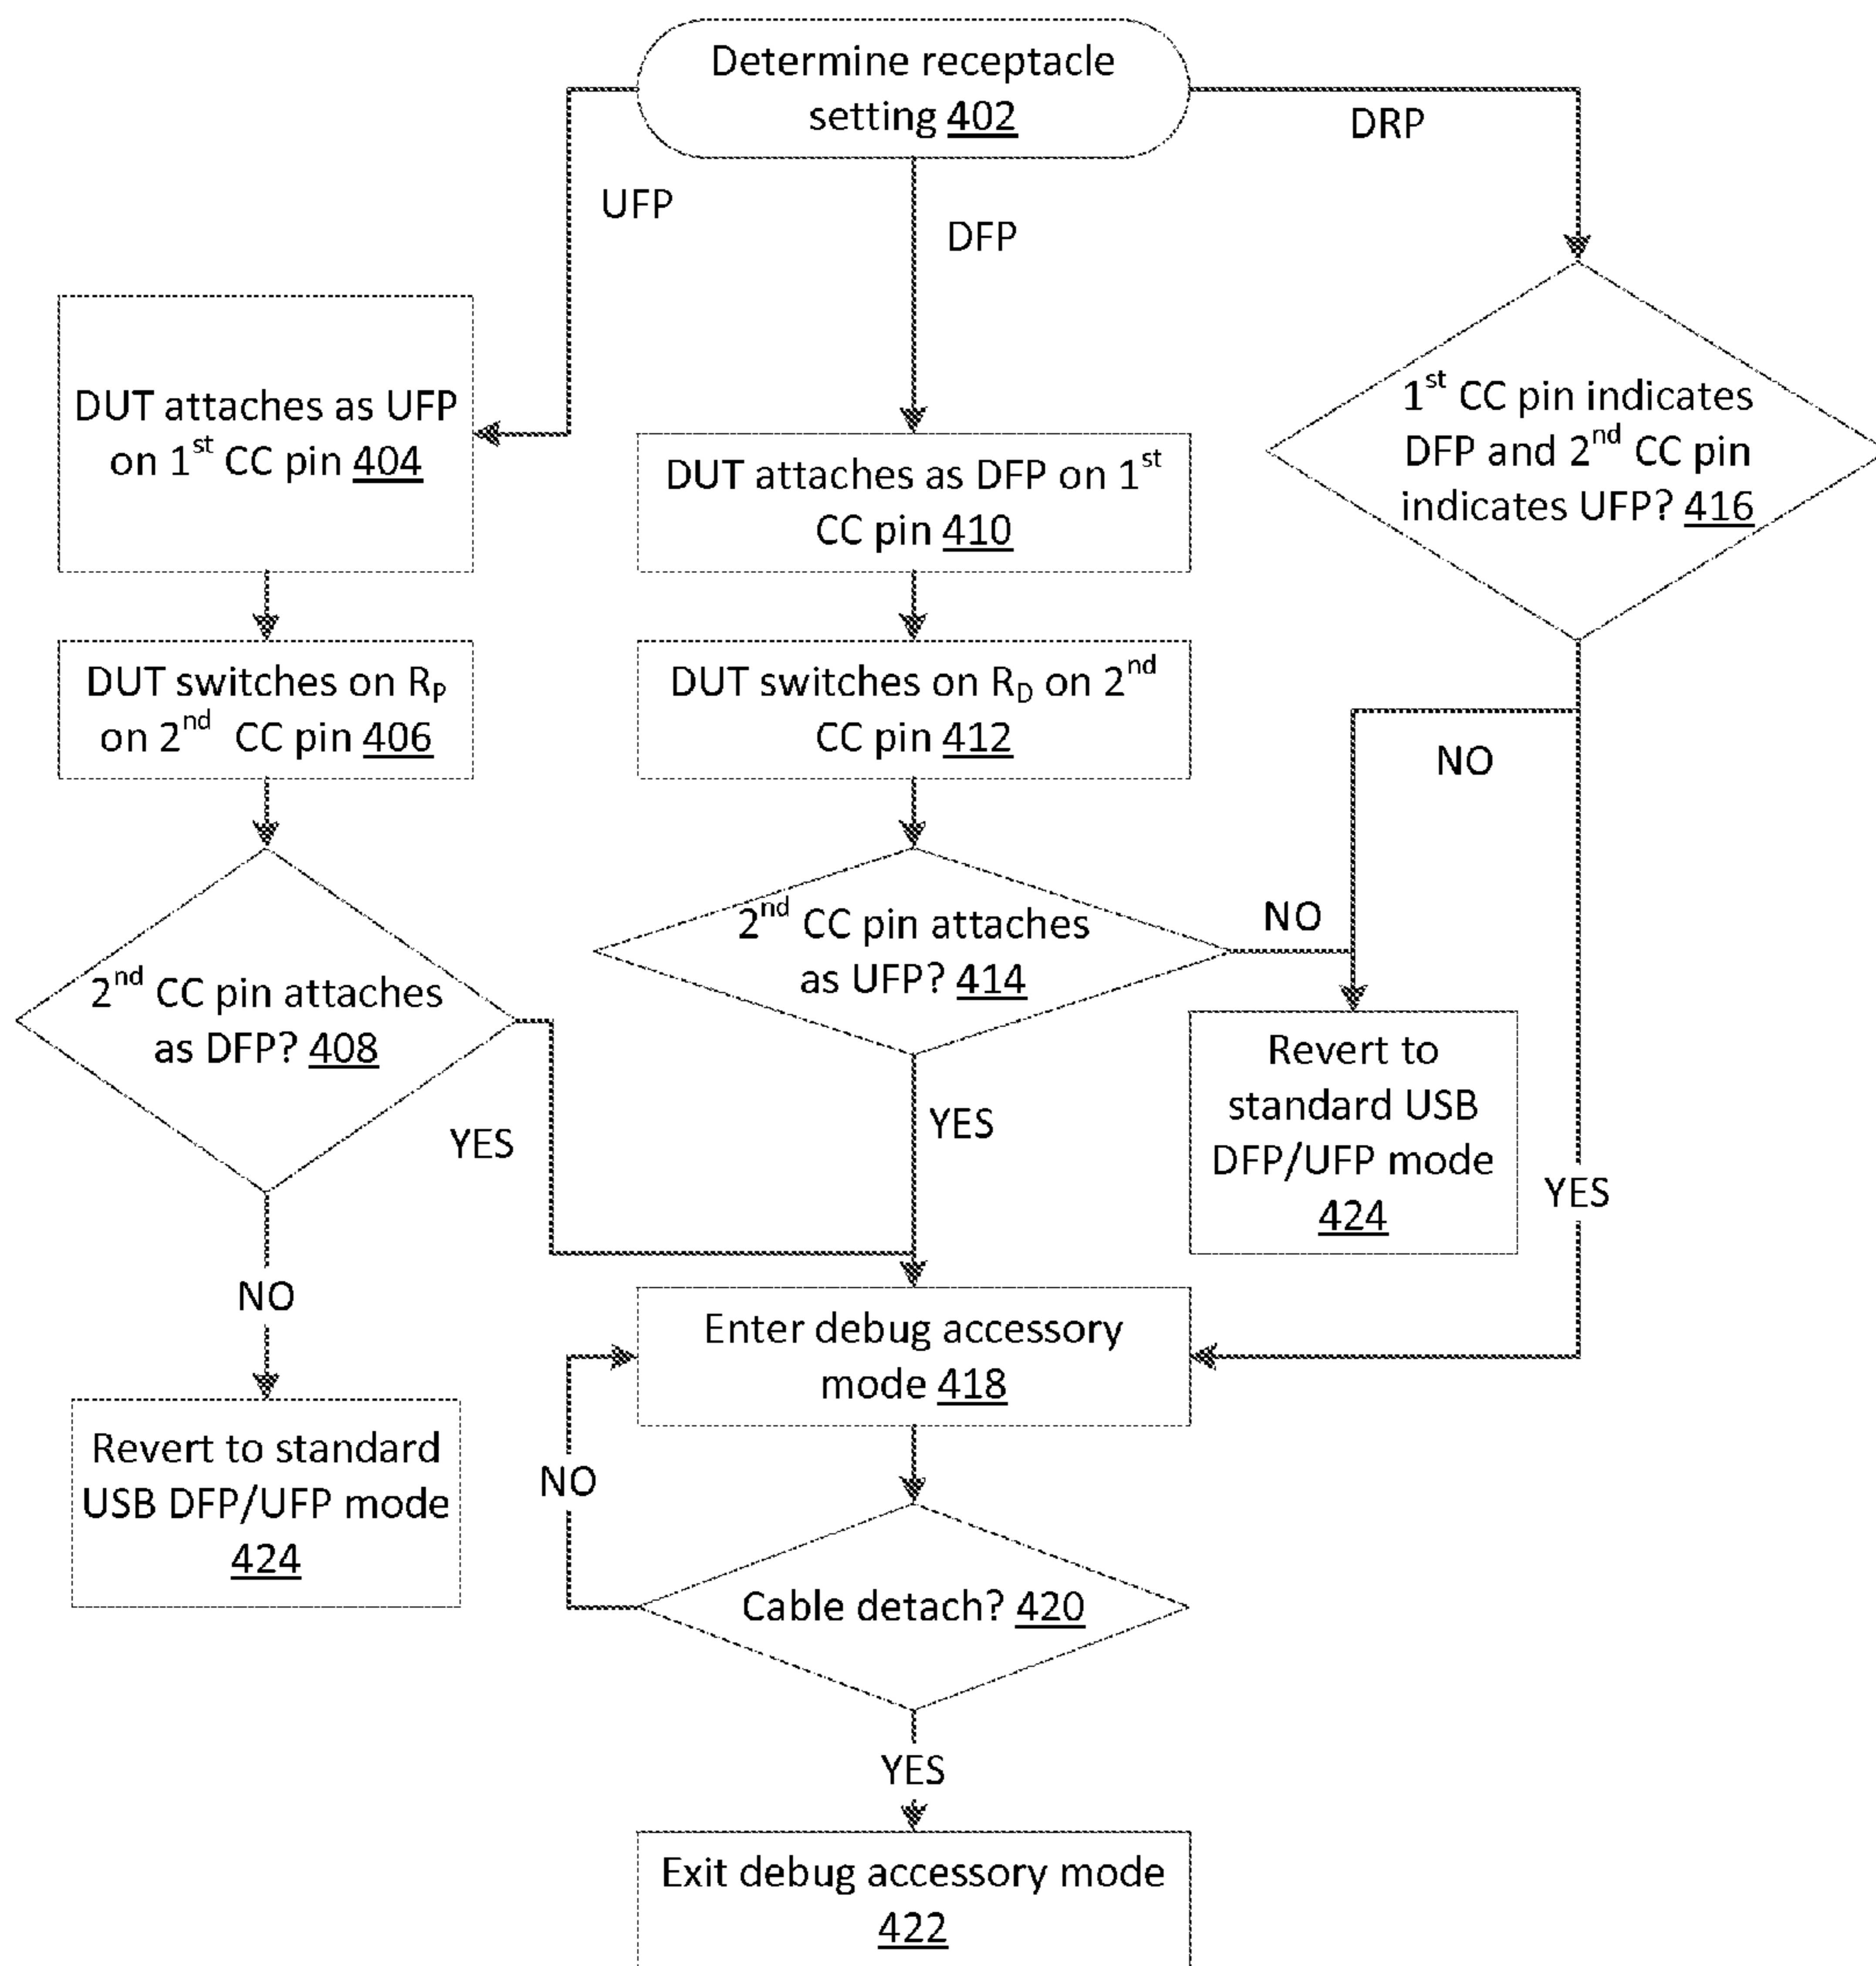 Determine receptacle
setting 402
DRP
UFP
DFP
DUT attaches as UFP
on 1st CC pin 404
DUT attaches as DFP on 1st
CC pin 410
1st CC pin indicates
DFP and 2nd CC pin
indicates UFP? 416
DUT switches on RP
on 2nd CC pin 406
DUT switches on RD on 2nd
CC pin 412
NO
2nd CC pin attaches
as DFP? 408
2nd CC pin attaches
as UFP? 414
NO
Revert to
standard USB
DFP/UFP mode
424
YES
YES
YES
NO
Enter debug accessory
mode 418
Revert to standard
USB DFP/UFP mode
424
NO
Cable detach? 420
YES
Exit debug accessory mode
422